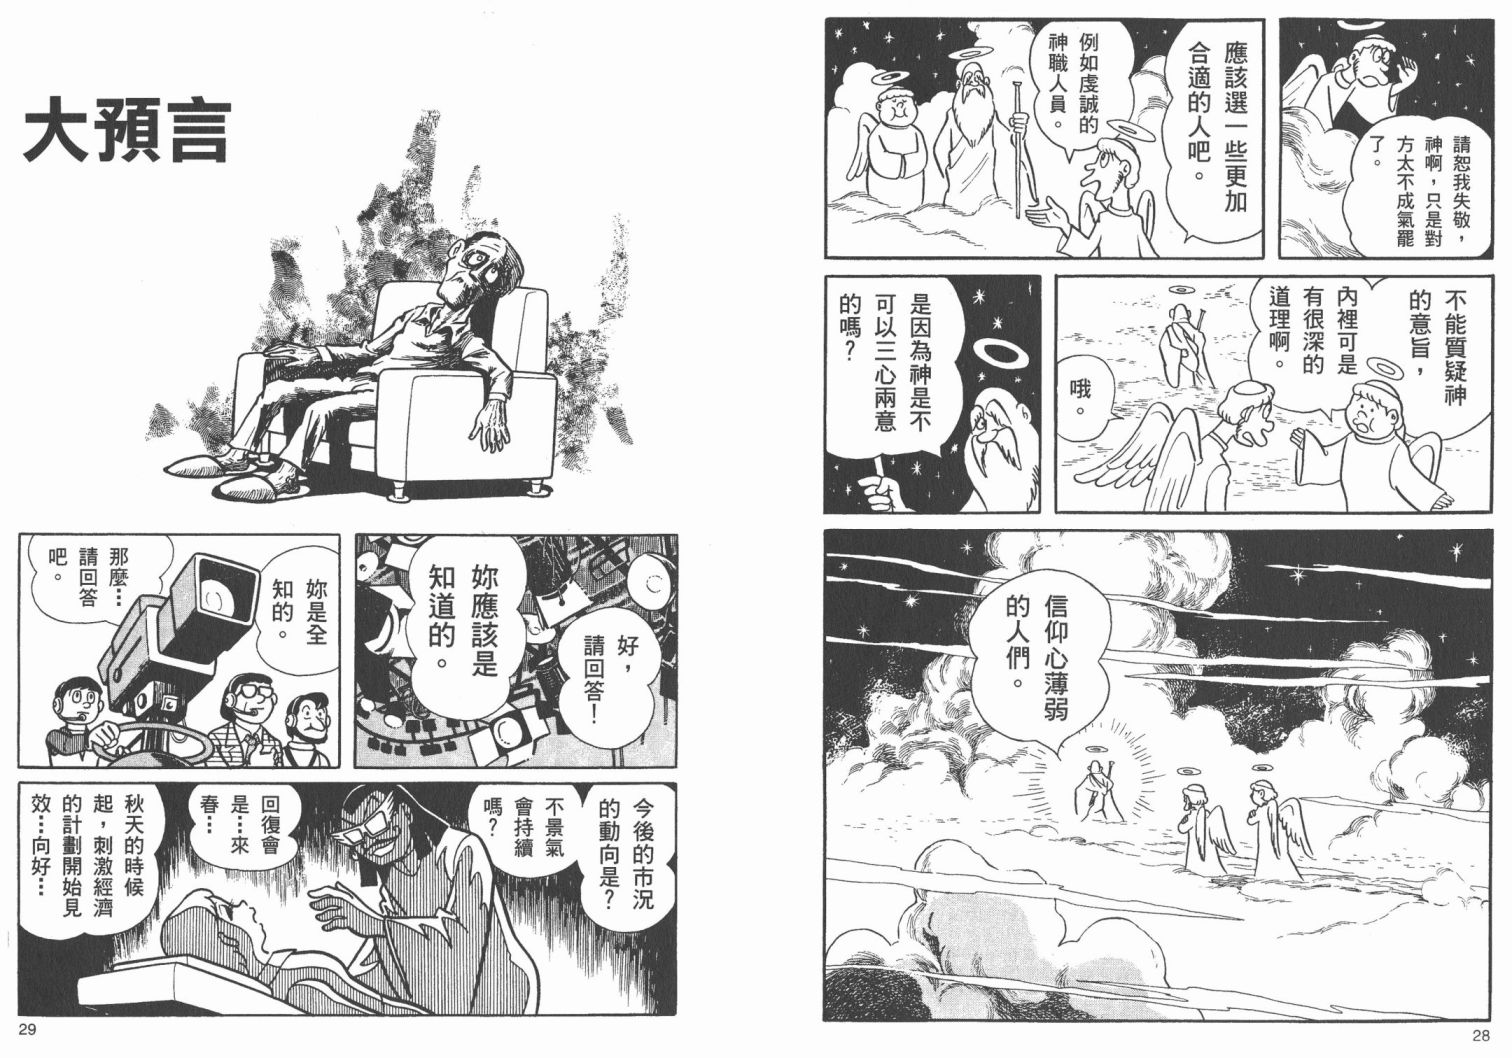 請恕我失敬，
神啊，只是對
方太不成氣罷
了。
應該選一些更加
合適的人吧。
例如虔誠的
神職人員。
不能質疑神
的意旨，
內裡可是
有很深的
道理啊。
哦。
是因為神是不
可以三心兩意
的嗎？
信仰心薄弱
的人們。
28
大預言
好，
請回答！
妳應該是
知道的。
妳是全
知的。
那麼…
請回答
吧。
今後的市況
的動向是？
不景氣
會持續
嗎？
回復會
是…來
春…
秋天的時候
起，刺激經濟
的計劃開始見
效…向好…
29